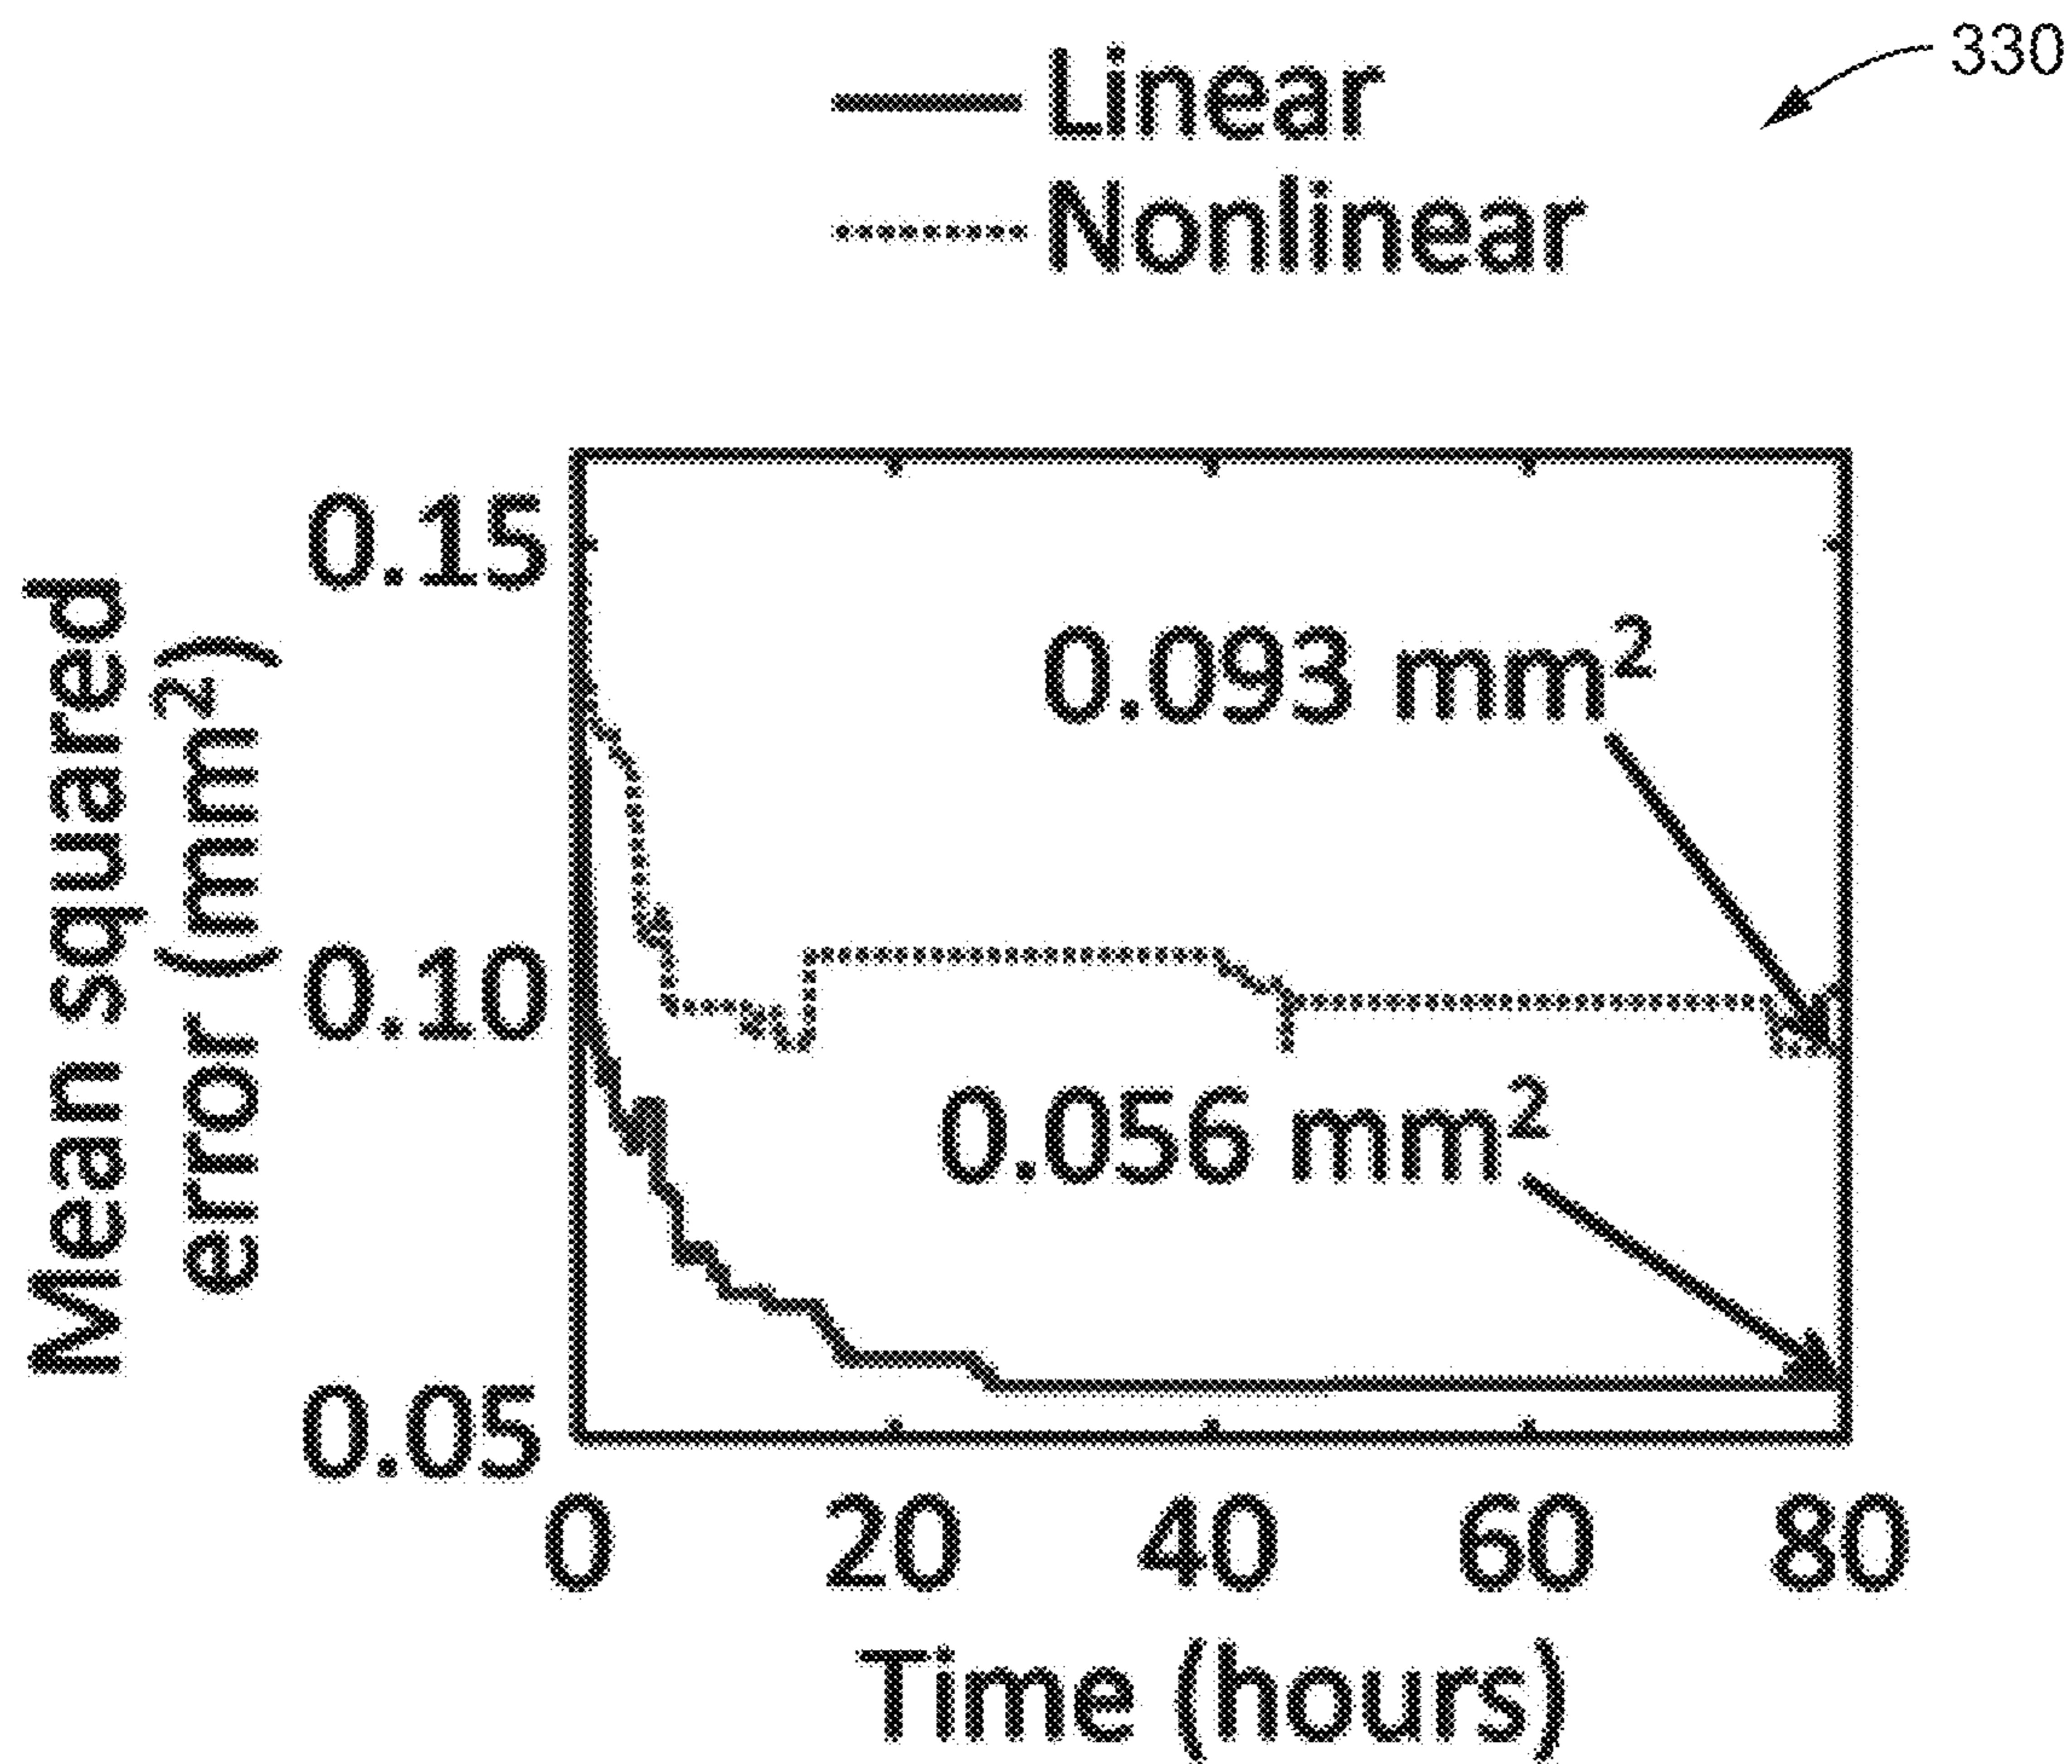 330
Linear
Nonlinear
Mean squared
error (mm²)
0.15
0.10
0.05
0.093 mm²
0.056 mm²
0 20 40 60 80
Time (hours)